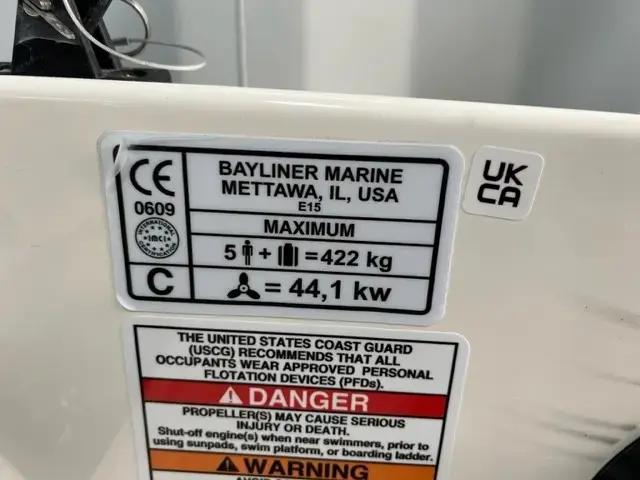 CE
0609
INTERNATIONAL
IMCI
CERTIFICATION
C
BAYLINER MARINE
METTAWA, IL, USA
E15
MAXIMUM
5 + = 422 kg
= 44,1 kw
UK
CA
THE UNITED STATES COAST GUARD
(USCG) RECOMMENDS THAT ALL
OCCUPANTS WEAR APPROVED PERSONAL
FLOTATION DEVICES (PFDs).
DANGER
PROPELLER(S) MAY CAUSE SERIOUS
INJURY OR DEATH.
Shut-off engine(s) when near swimmers, prior to
using sunpads, swim platform, or boarding ladder.
WARNING